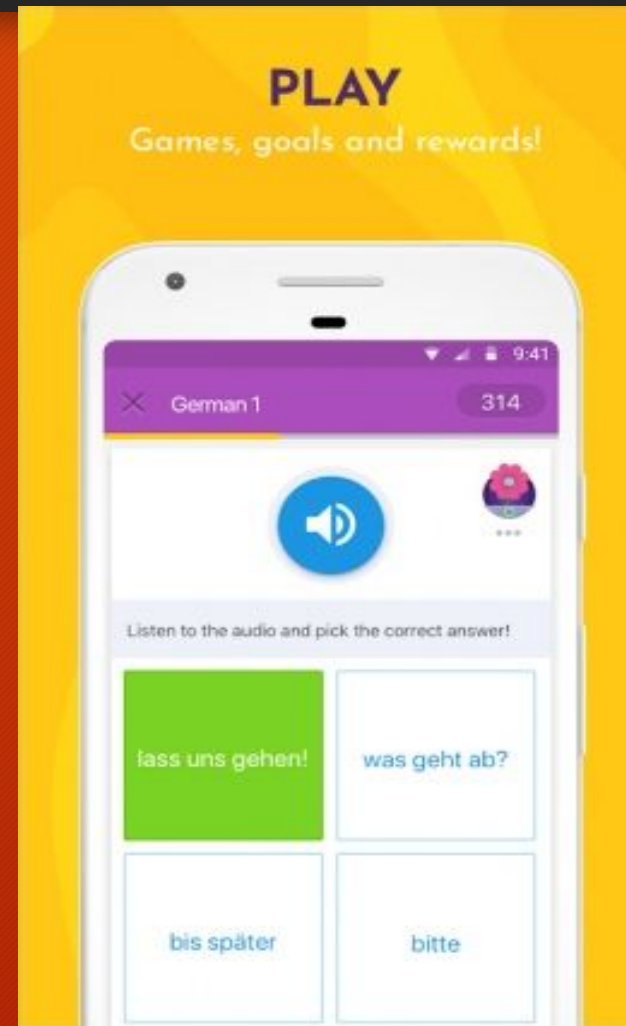 PLAY
Games, goals and rewards!
9:41
German 1
314
Listen to the audio and pick the correct answer!
lass uns gehen!
was geht ab?
bis später
bitte